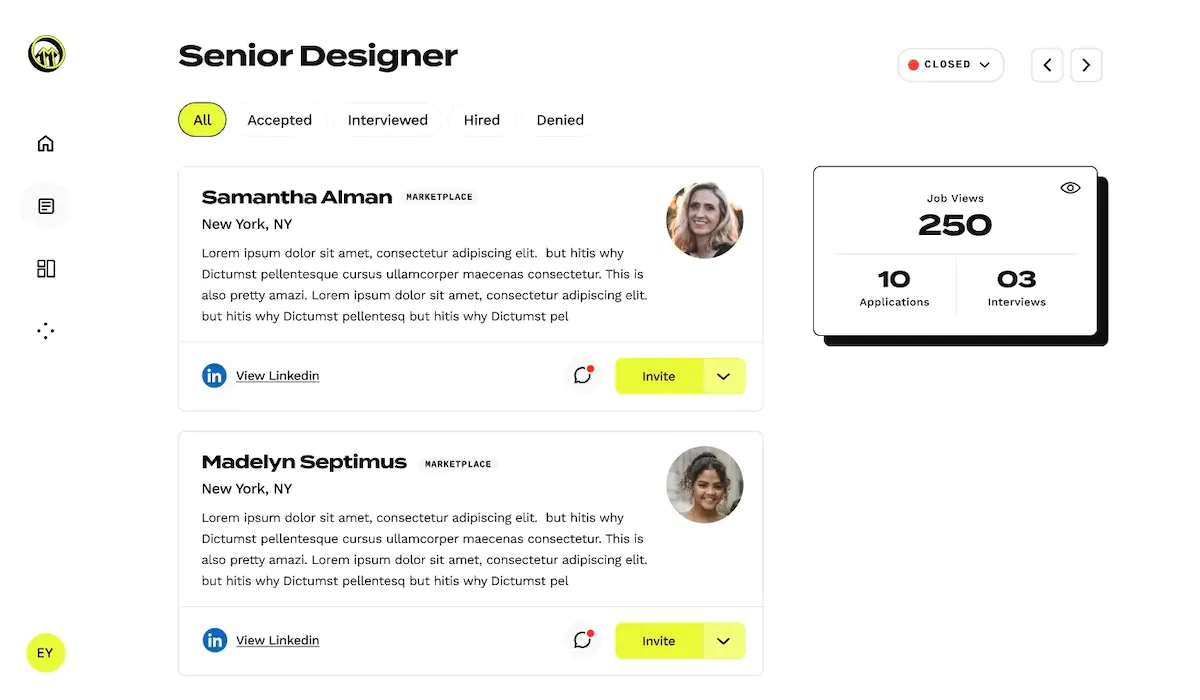 Senior Designer
CLOSED
All
Accepted
Interviewed
Hired
Denied
Samantha Alman
MARKETPLACE
New York, NY
Lorem ipsum dolor sit amet, consectetur adipiscing elit.  but hitis why
Dictumst pellentesque cursus ullamcorper maecenas consectetur. This is
also pretty amazi. Lorem ipsum dolor sit amet, consectetur adipiscing elit.
but hitis why Dictumst pellentesq but hitis why Dictumst pel
in
View Linkedin
Invite
Job Views
250
10
Applications
03
Interviews
Madelyn Septimus
MARKETPLACE
New York, NY
Lorem ipsum dolor sit amet, consectetur adipiscing elit.  but hitis why
Dictumst pellentesque cursus ullamcorper maecenas consectetur. This is
also pretty amazi. Lorem ipsum dolor sit amet, consectetur adipiscing elit.
but hitis why Dictumst pellentesq but hitis why Dictumst pel
in
View Linkedin
Invite
EY